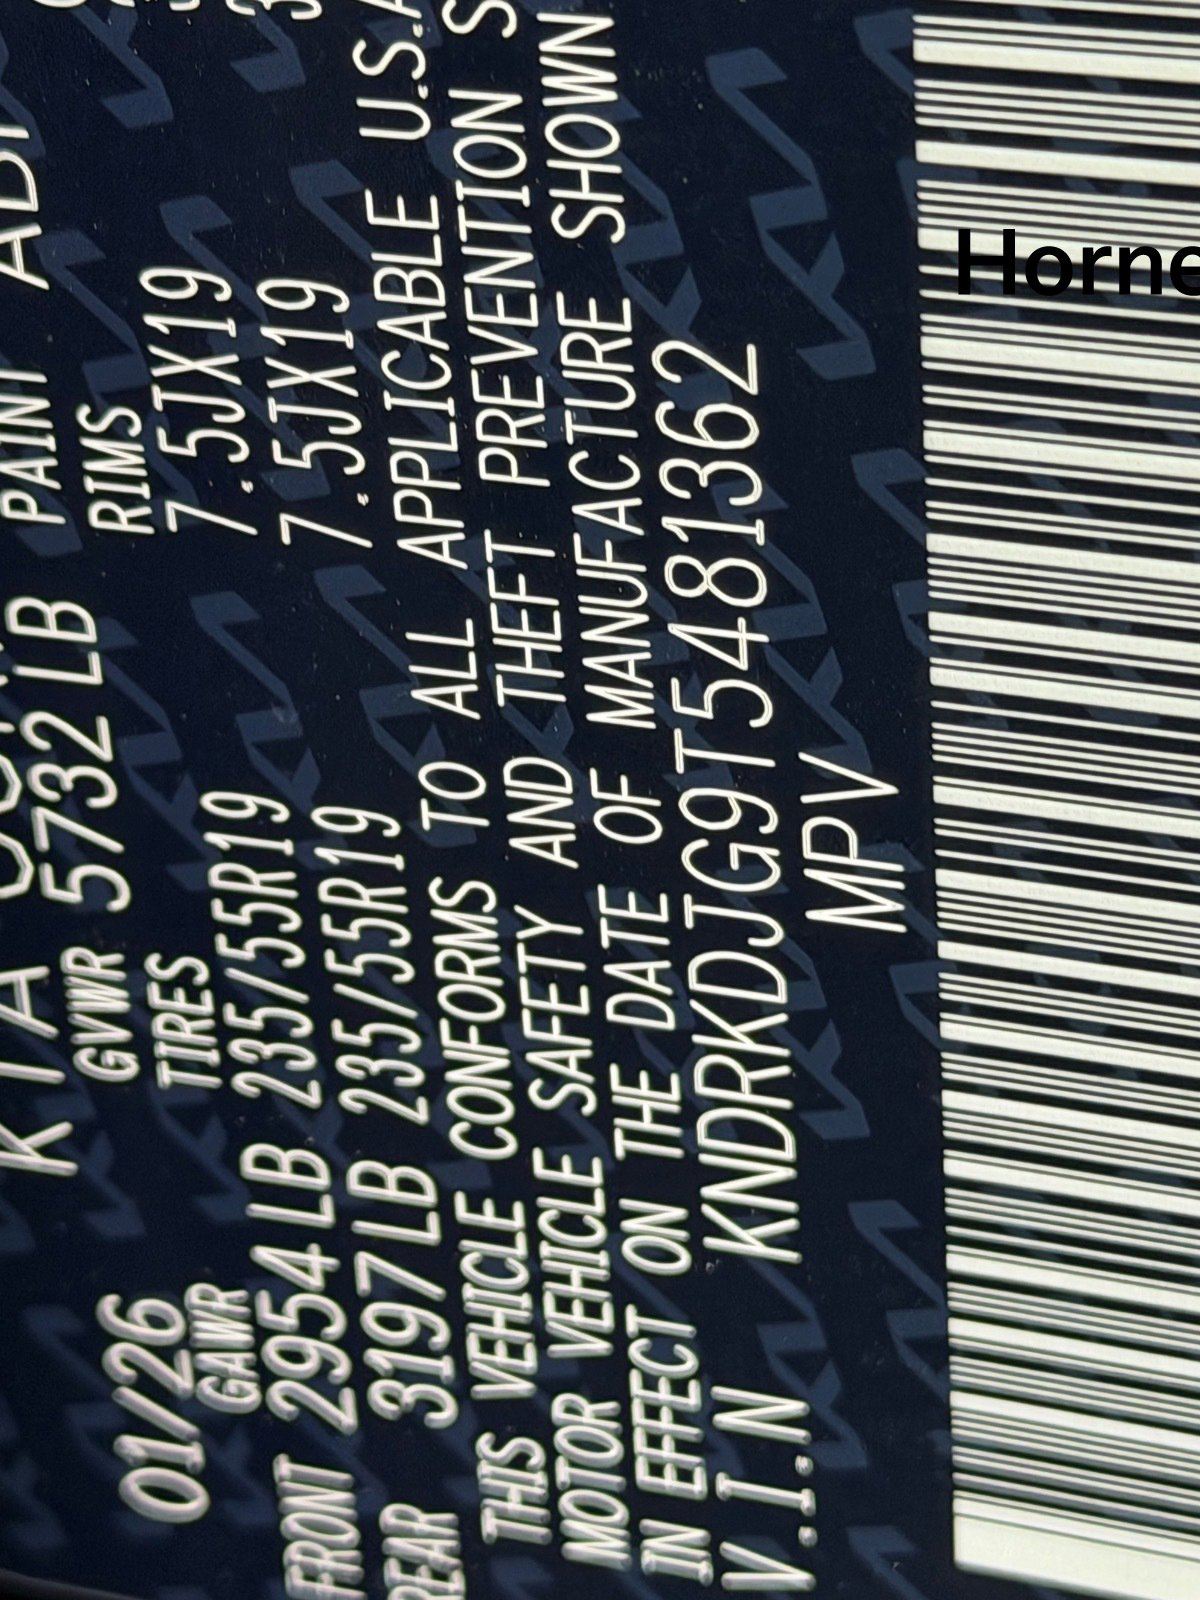 KIA
01/26 GVWR 5732 LB PAINT
GAWR TIRES RIMS
FRONT 2954 LB 235/55R19 7.5JX19
REAR 3197 LB 235/55R19 7.5JX19
THIS VEHICLE CONFORMS TO ALL APPLICABLE U.S.A
MOTOR VEHICLE SAFETY AND THEFT PREVENTION S
IN EFFECT ON THE DATE OF MANUFACTURE SHOWN
V.I.N KNDRKDJG9T5481362
MPV
Horne